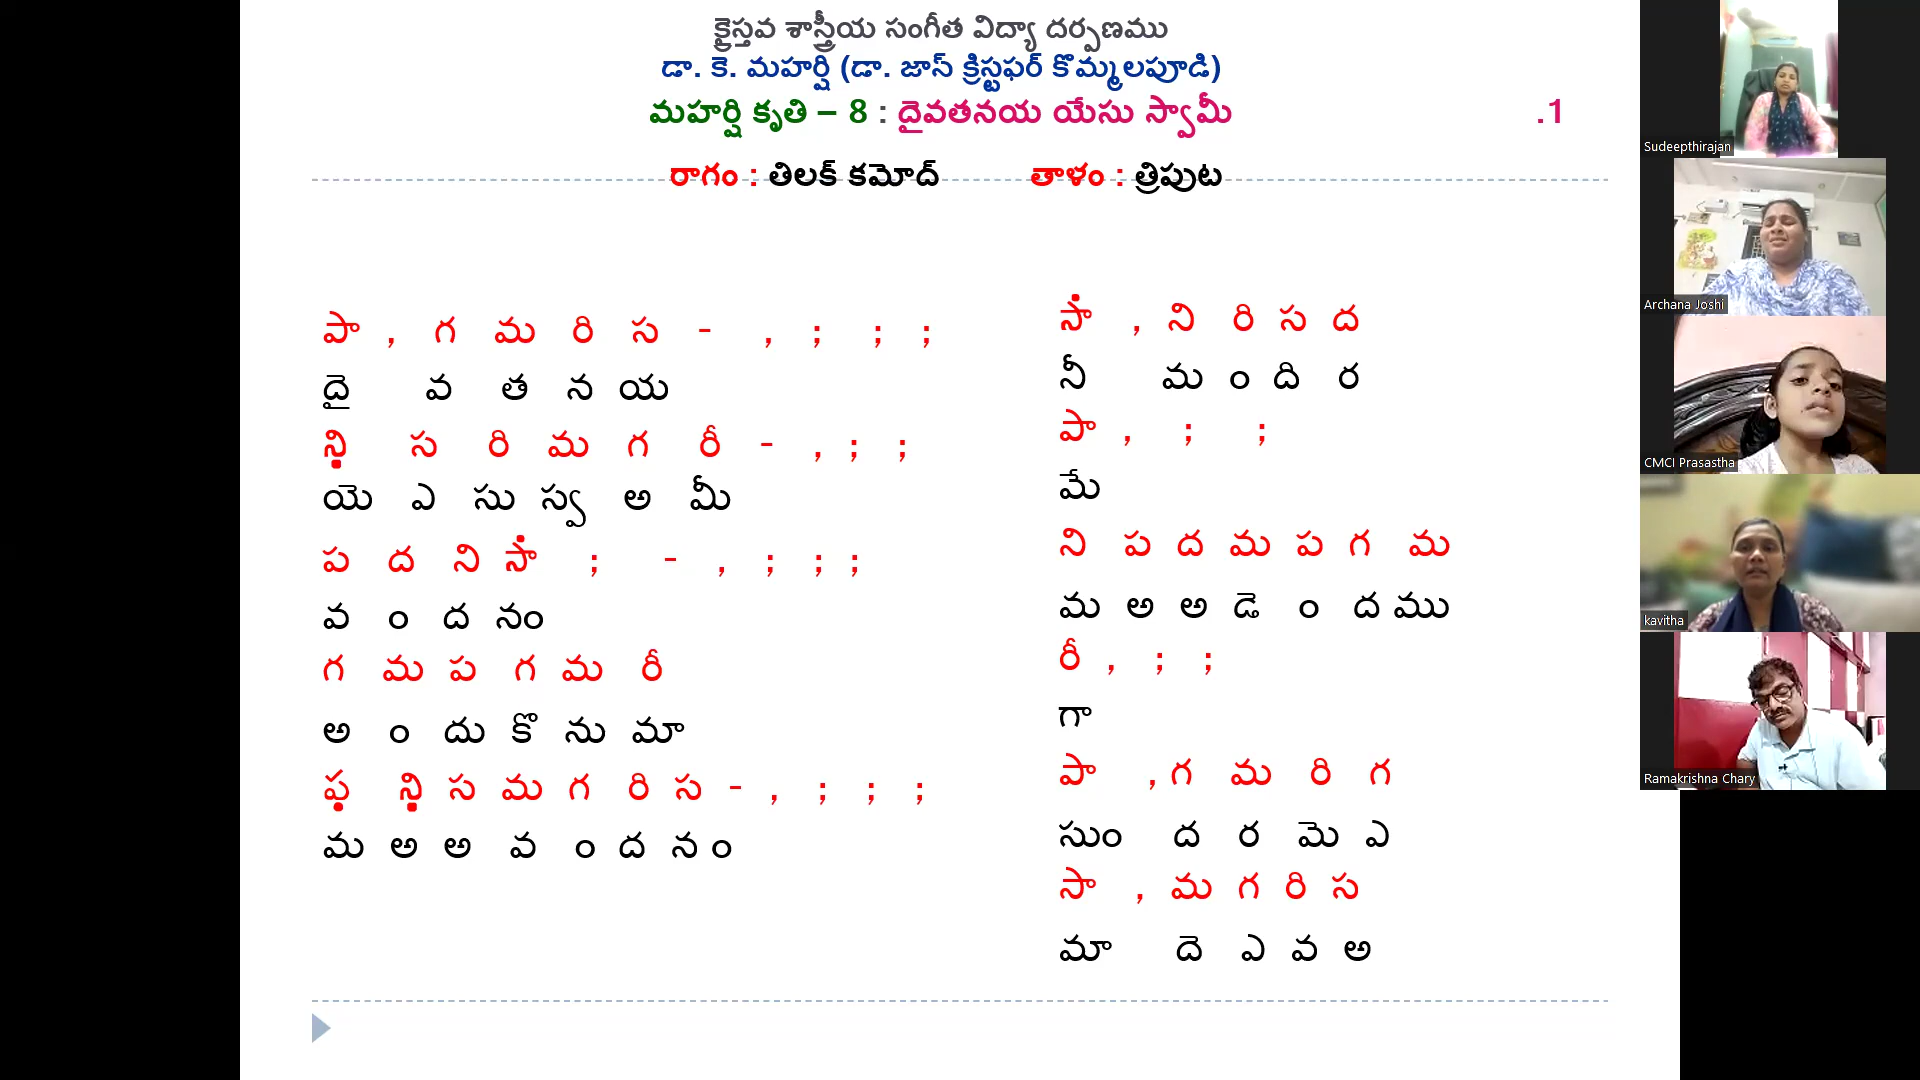 క్రైస్తవ శాస్త్రీయ సంగీత విద్యా దర్పణము
డా. కె. మహర్షి (డా. జాస్ క్రిస్టఫర్ కొమ్మలపూడి)
మహర్షి కృతి – 8 : దైవతనయ యేసు స్వామీ
.1
రాగం : తిలక్ కమోద్ తాళం : త్రిపుట
పా , గ మ రి స - , ; ; ;
దై వ త న య
ని̣ స రి మ గ రీ - , ; ;
యె ఎ సు స్వ అ మీ
ప ద ని సా̇ ; - , ; ; ;
వ ం ద నం
గ మ ప గ మ రీ
అ ం దు కొ ను మా
ప̣ ని̣ స మ గ రి స - , ; ; ;
మ అ అ వ ం ద న ం
సా̇ , ని రి స ద
నీ మ ం ది ర
పా , ; ;
మే
ని ప ద మ ప గ మ
మ అ అ డె ం ద ము
రీ , ; ;
గా
పా , గ మ రి గ
సుం ద ర మె ఎ
సా , మ గ రి స
మా దె ఎ వ అ
Sudeepthirajan
Archana Joshi
CMCI Prasastha
kavitha
Ramakrishna Chary